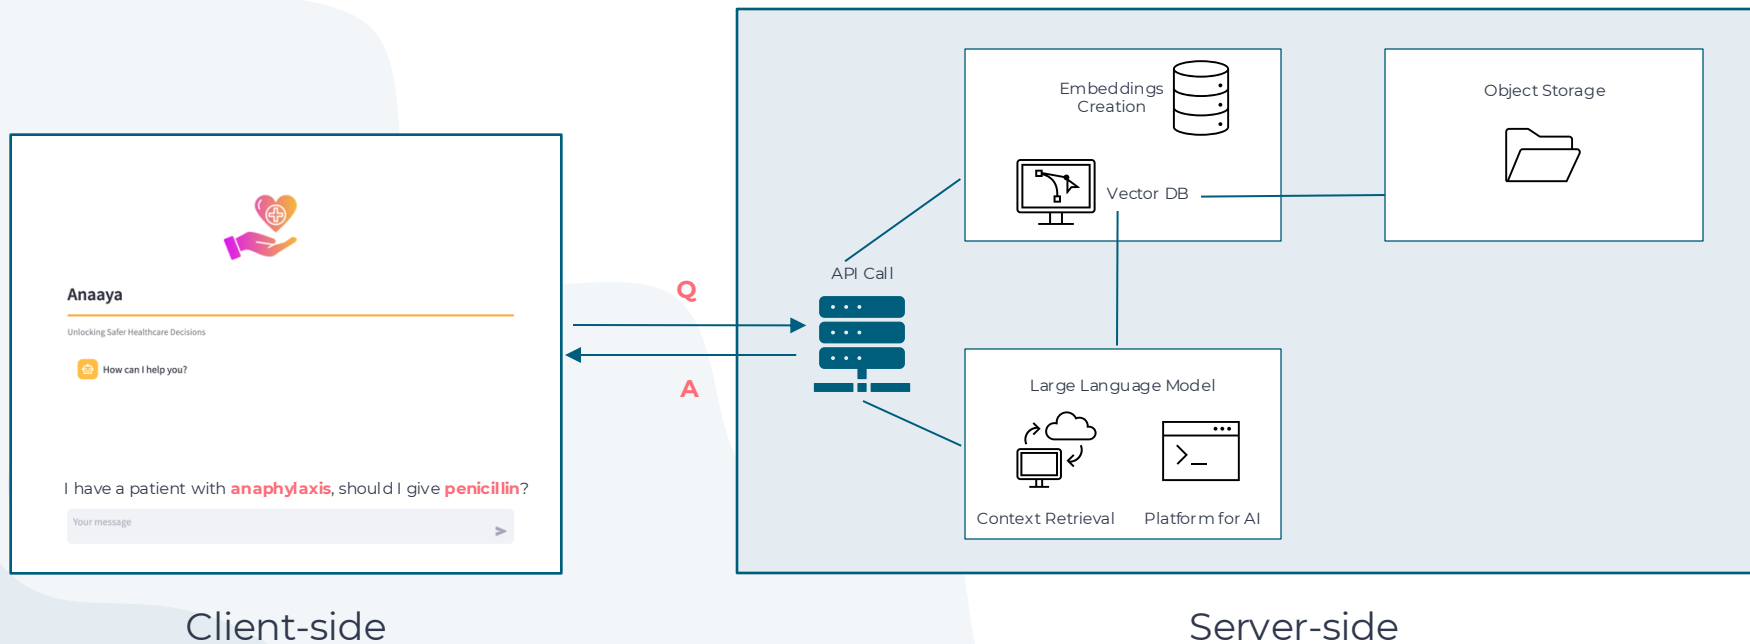 Anaaya
Unlocking Safer Healthcare Decisions
How can I help you?
I have a patient with anaphylaxis, should I give penicillin?
Your message
Client-side
Q
A
API Call
Embeddings
Creation
Vector DB
Object Storage
Large Language Model
Context Retrieval
Platform for AI
Server-side